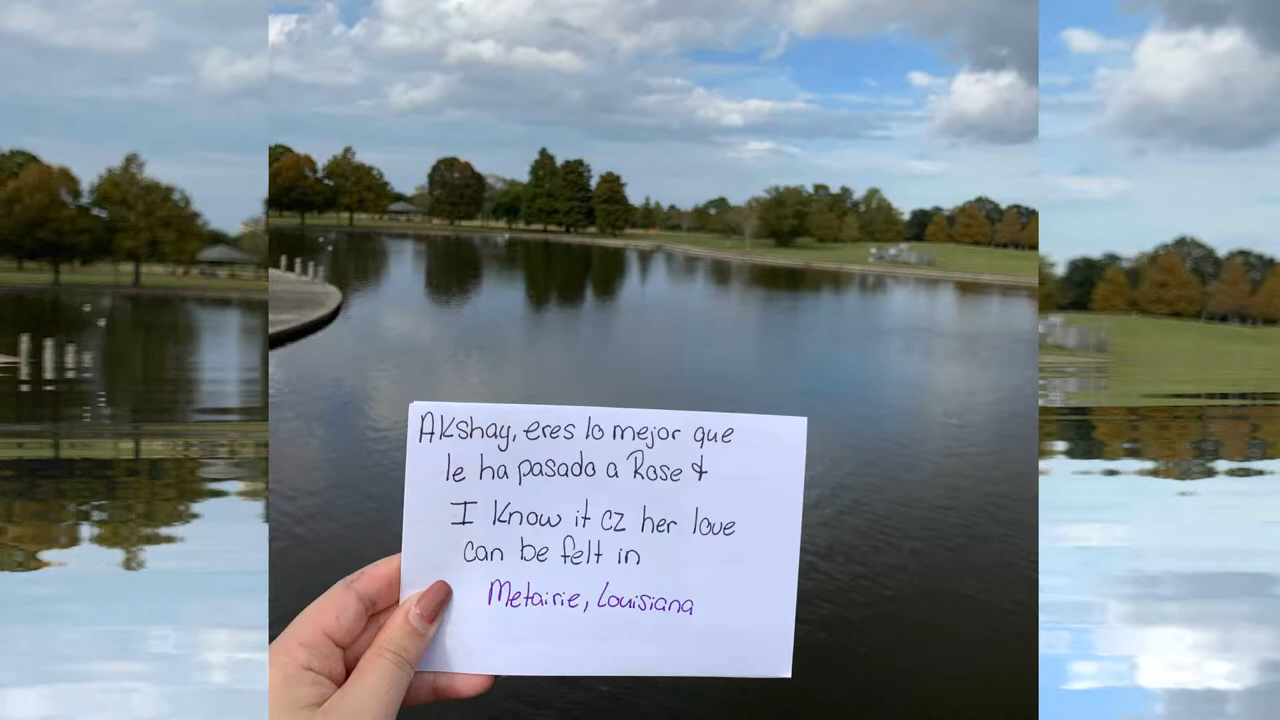 Akshay, eres lo mejor que
le ha pasado a Rose &
I know it cz her love
can be felt in
Metairie, Louisiana